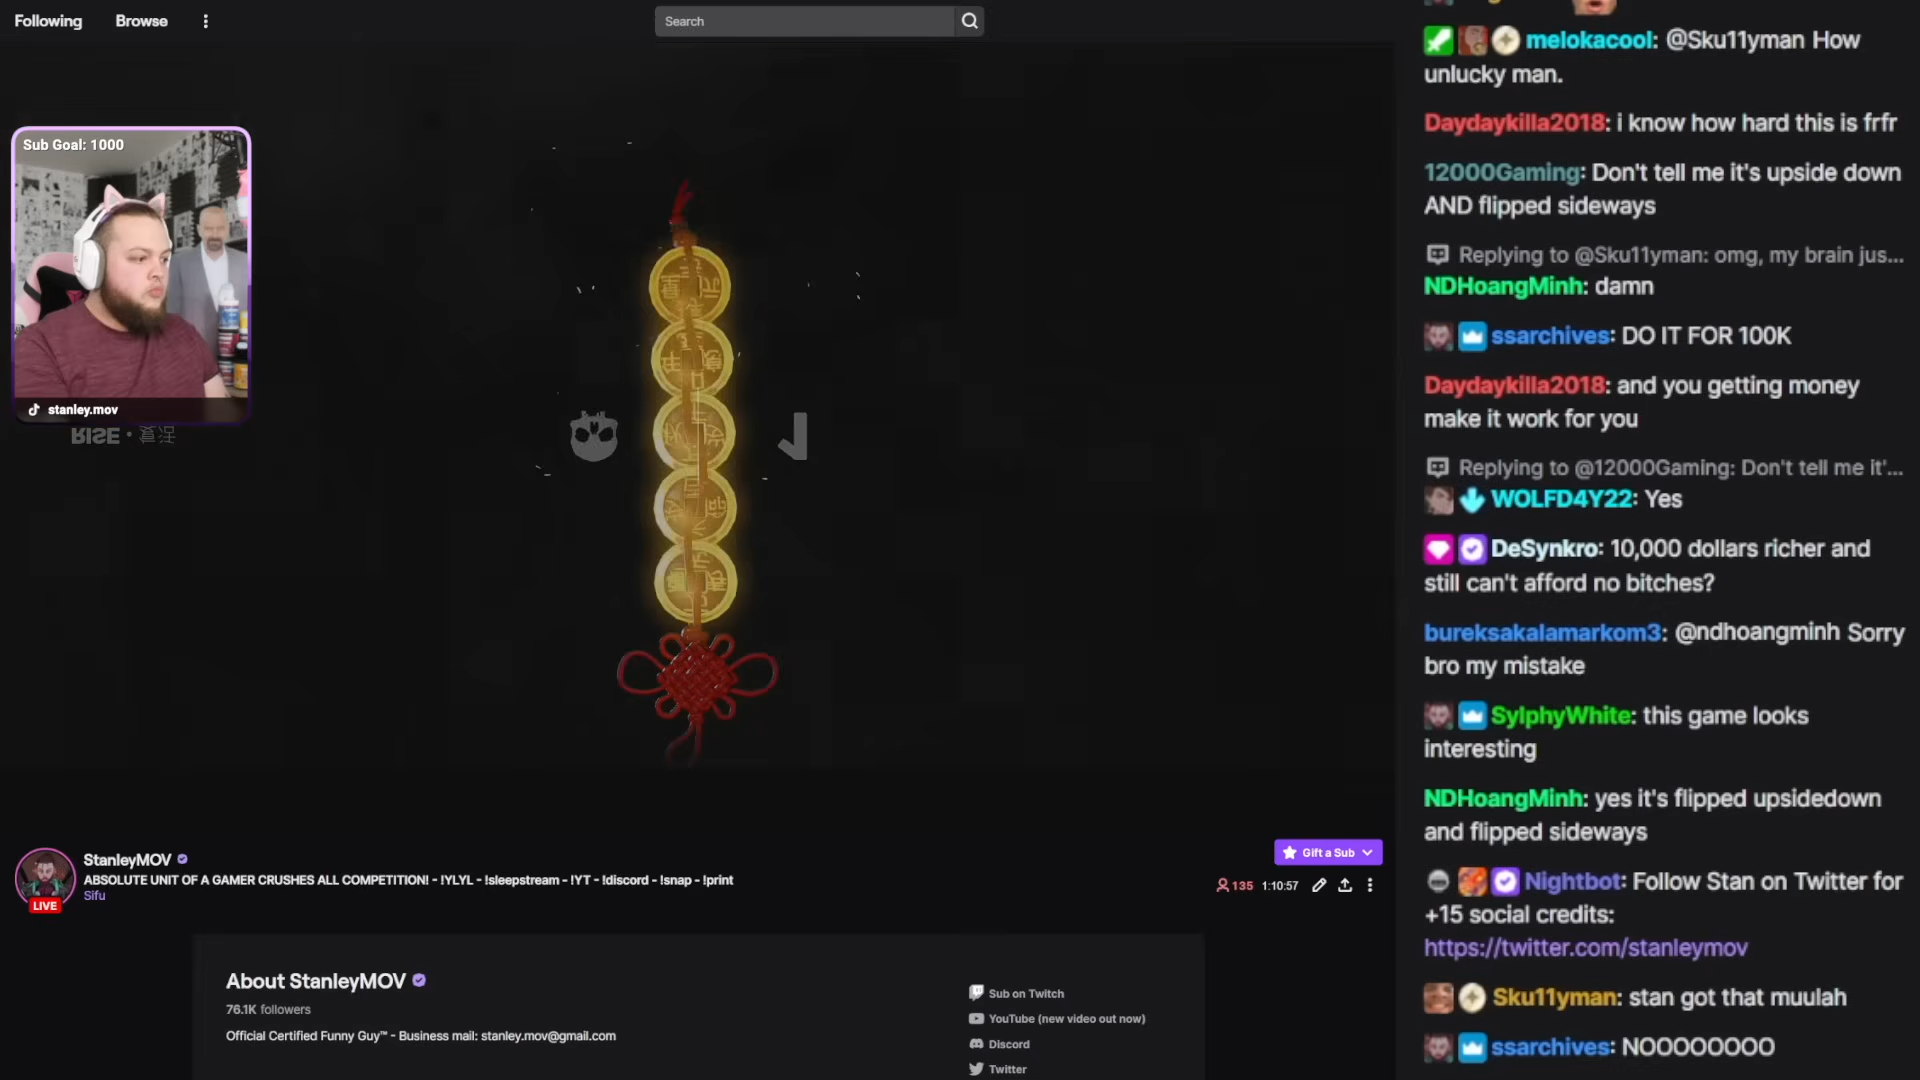 Following
Browse
Search
Sub Goal: 1000
stanley.mov
RISE • 复活
StanleyMOV
ABSOLUTE UNIT OF A GAMER CRUSHES ALL COMPETITION! - !YLYL - !sleepstream - !YT - !discord - !snap - !print
Sifu
LIVE
Gift a Sub
135
1:10:57
About StanleyMOV
76.1K followers
Official Certified Funny Guy™ - Business mail: stanley.mov@gmail.com
Sub on Twitch
YouTube (new video out now)
Discord
Twitter
melokacool: @Sku11yman How
unlucky man.
Daydaykilla2018: i know how hard this is frfr
12000Gaming: Don't tell me it's upside down
AND flipped sideways
Replying to @Sku11yman: omg, my brain jus...
NDHoangMinh: damn
ssarchives: DO IT FOR 100K
Daydaykilla2018: and you getting money
make it work for you
Replying to @12000Gaming: Don't tell me it'...
WOLFD4Y22: Yes
DeSynkro: 10,000 dollars richer and
still can't afford no bitches?
bureksakalamarkom3: @ndhoangminh Sorry
bro my mistake
SylphyWhite: this game looks
interesting
NDHoangMinh: yes it's flipped upsidedown
and flipped sideways
Nightbot: Follow Stan on Twitter for
+15 social credits:
https://twitter.com/stanleymov
Sku11yman: stan got that muulah
ssarchives: NOOOOOOOO